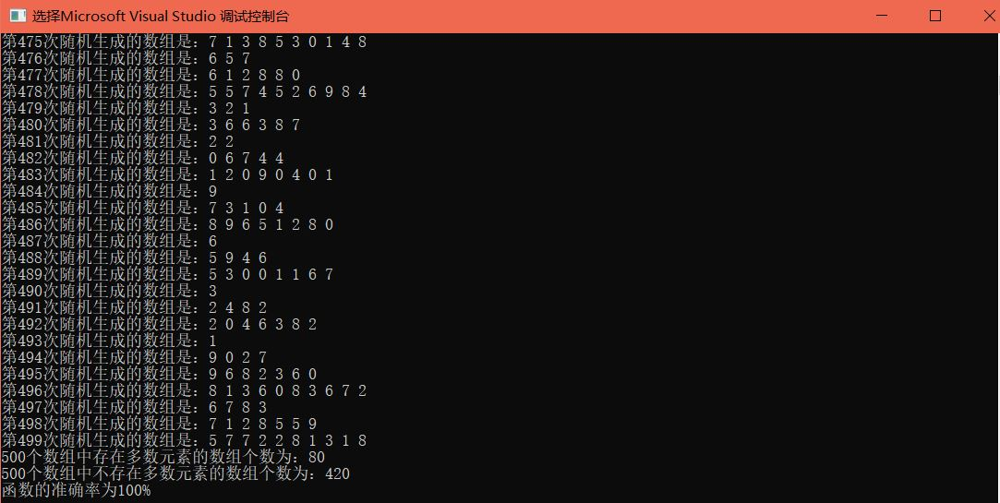 选择Microsoft Visual Studio 调试控制台
第475次随机生成的数组是：7 1 3 8 5 3 0 1 4 8
第476次随机生成的数组是：6 5 7
第477次随机生成的数组是：6 1 2 8 8 0
第478次随机生成的数组是：5 5 7 4 5 2 6 9 8 4
第479次随机生成的数组是：3 2 1
第480次随机生成的数组是：3 6 6 3 8 7
第481次随机生成的数组是：2 2
第482次随机生成的数组是：0 6 7 4 4
第483次随机生成的数组是：1 2 0 9 0 4 0 1
第484次随机生成的数组是：9
第485次随机生成的数组是：7 3 1 0 4
第486次随机生成的数组是：8 9 6 5 1 2 8 0
第487次随机生成的数组是：6
第488次随机生成的数组是：5 9 4 6
第489次随机生成的数组是：5 3 0 0 1 1 6 7
第490次随机生成的数组是：3
第491次随机生成的数组是：2 4 8 2
第492次随机生成的数组是：2 0 4 6 3 8 2
第493次随机生成的数组是：1
第494次随机生成的数组是：9 0 2 7
第495次随机生成的数组是：9 6 8 2 3 6 0
第496次随机生成的数组是：8 1 3 6 0 8 3 6 7 2
第497次随机生成的数组是：6 7 8 3
第498次随机生成的数组是：7 1 2 8 5 5 9
第499次随机生成的数组是：5 7 7 2 2 8 1 3 1 8
500个数组中存在多数元素的数组个数为：80
500个数组中不存在多数元素的数组个数为：420
函数的准确率为100%